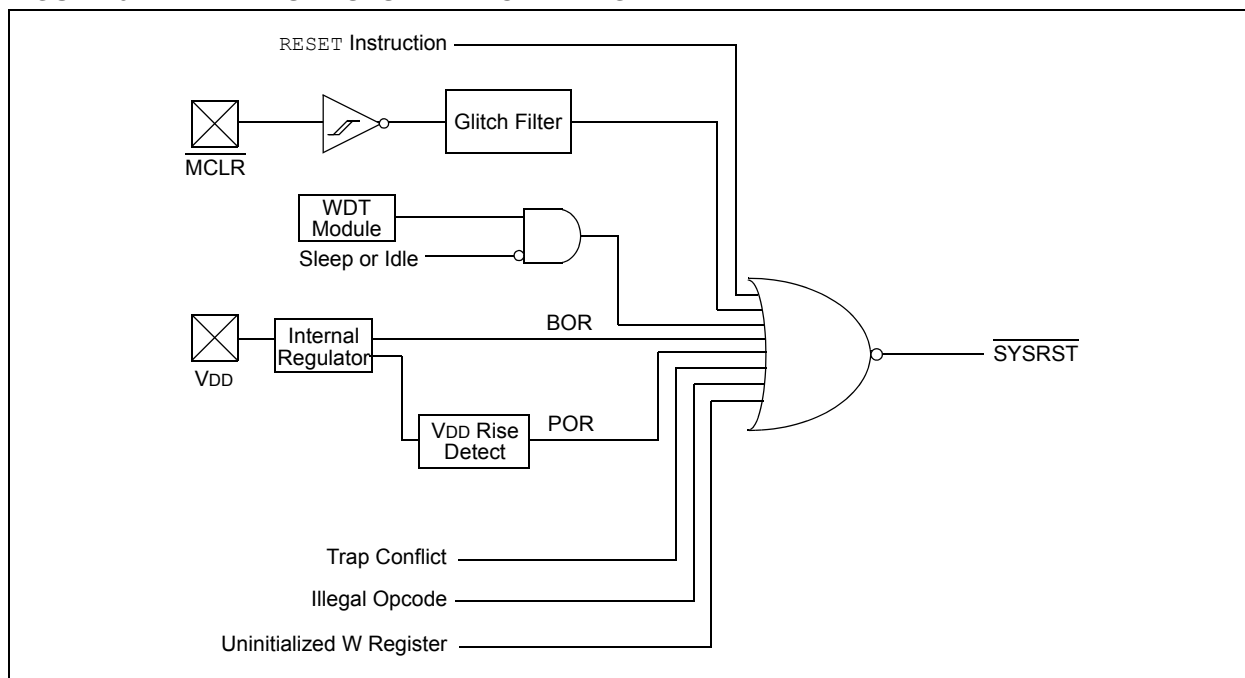 RESET Instruction
Glitch Filter
MCLR
WDT
Module
Sleep or Idle
BOR
Internal
Regulator
SYSRST
VDD
POR
VDD Rise
Detect
Trap Conflict
Illegal Opcode
Uninitialized W Register